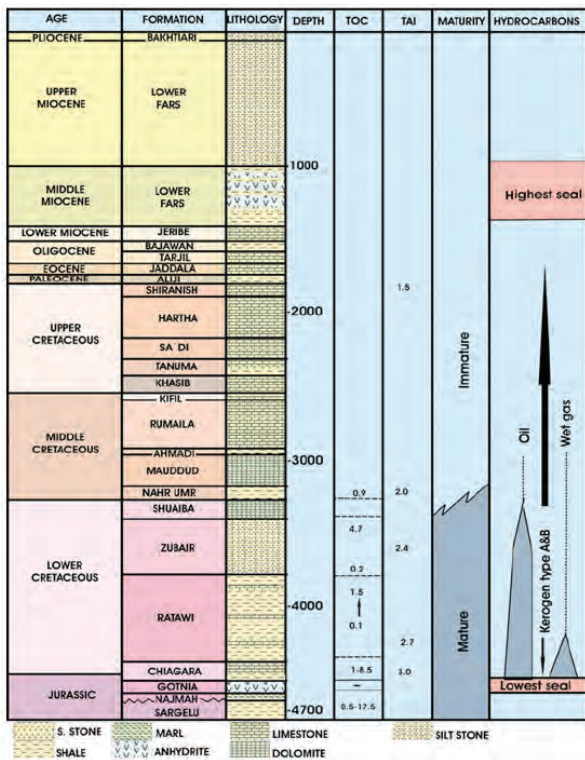 AGE FORMATION LITHOLOGY DEPTH TOC TAI MATURITY HYDROCARBONS
PLIOCENE BAKHTIARI
UPPER MIOCENE LOWER FARS
-1000
MIDDLE MIOCENE LOWER FARS
Highest seal
LOWER MIOCENE JERIBE
OLIGOCENE BAJAWAN
TARJIL
EOCENE JADDALA
PALEOCENE ALIJI
1.5
SHIRANISH
-2000
UPPER CRETACEOUS HARTHA
SA`DI
TANUMA
KHASIB
Immature
KIFIL
MIDDLE CRETACEOUS RUMAILA
Oil
Wet gas
AHMADI
-3000
MAUDDUD
NAHR UMR 0.9 2.0
SHUAIBA
4.7
LOWER CRETACEOUS ZUBAIR 2.4
0.2
Kerogen type A&B
1.5
-4000
RATAWI 0.1
Mature
2.7
CHIAGARA 1-8.5 3.0
JURASSIC GOTNIA
Lowest seal
NAJMAH
SARGELU -4700 0.5-17.5
S. STONE MARL LIMESTONE SILT STONE
SHALE ANHYDRITE DOLOMITE